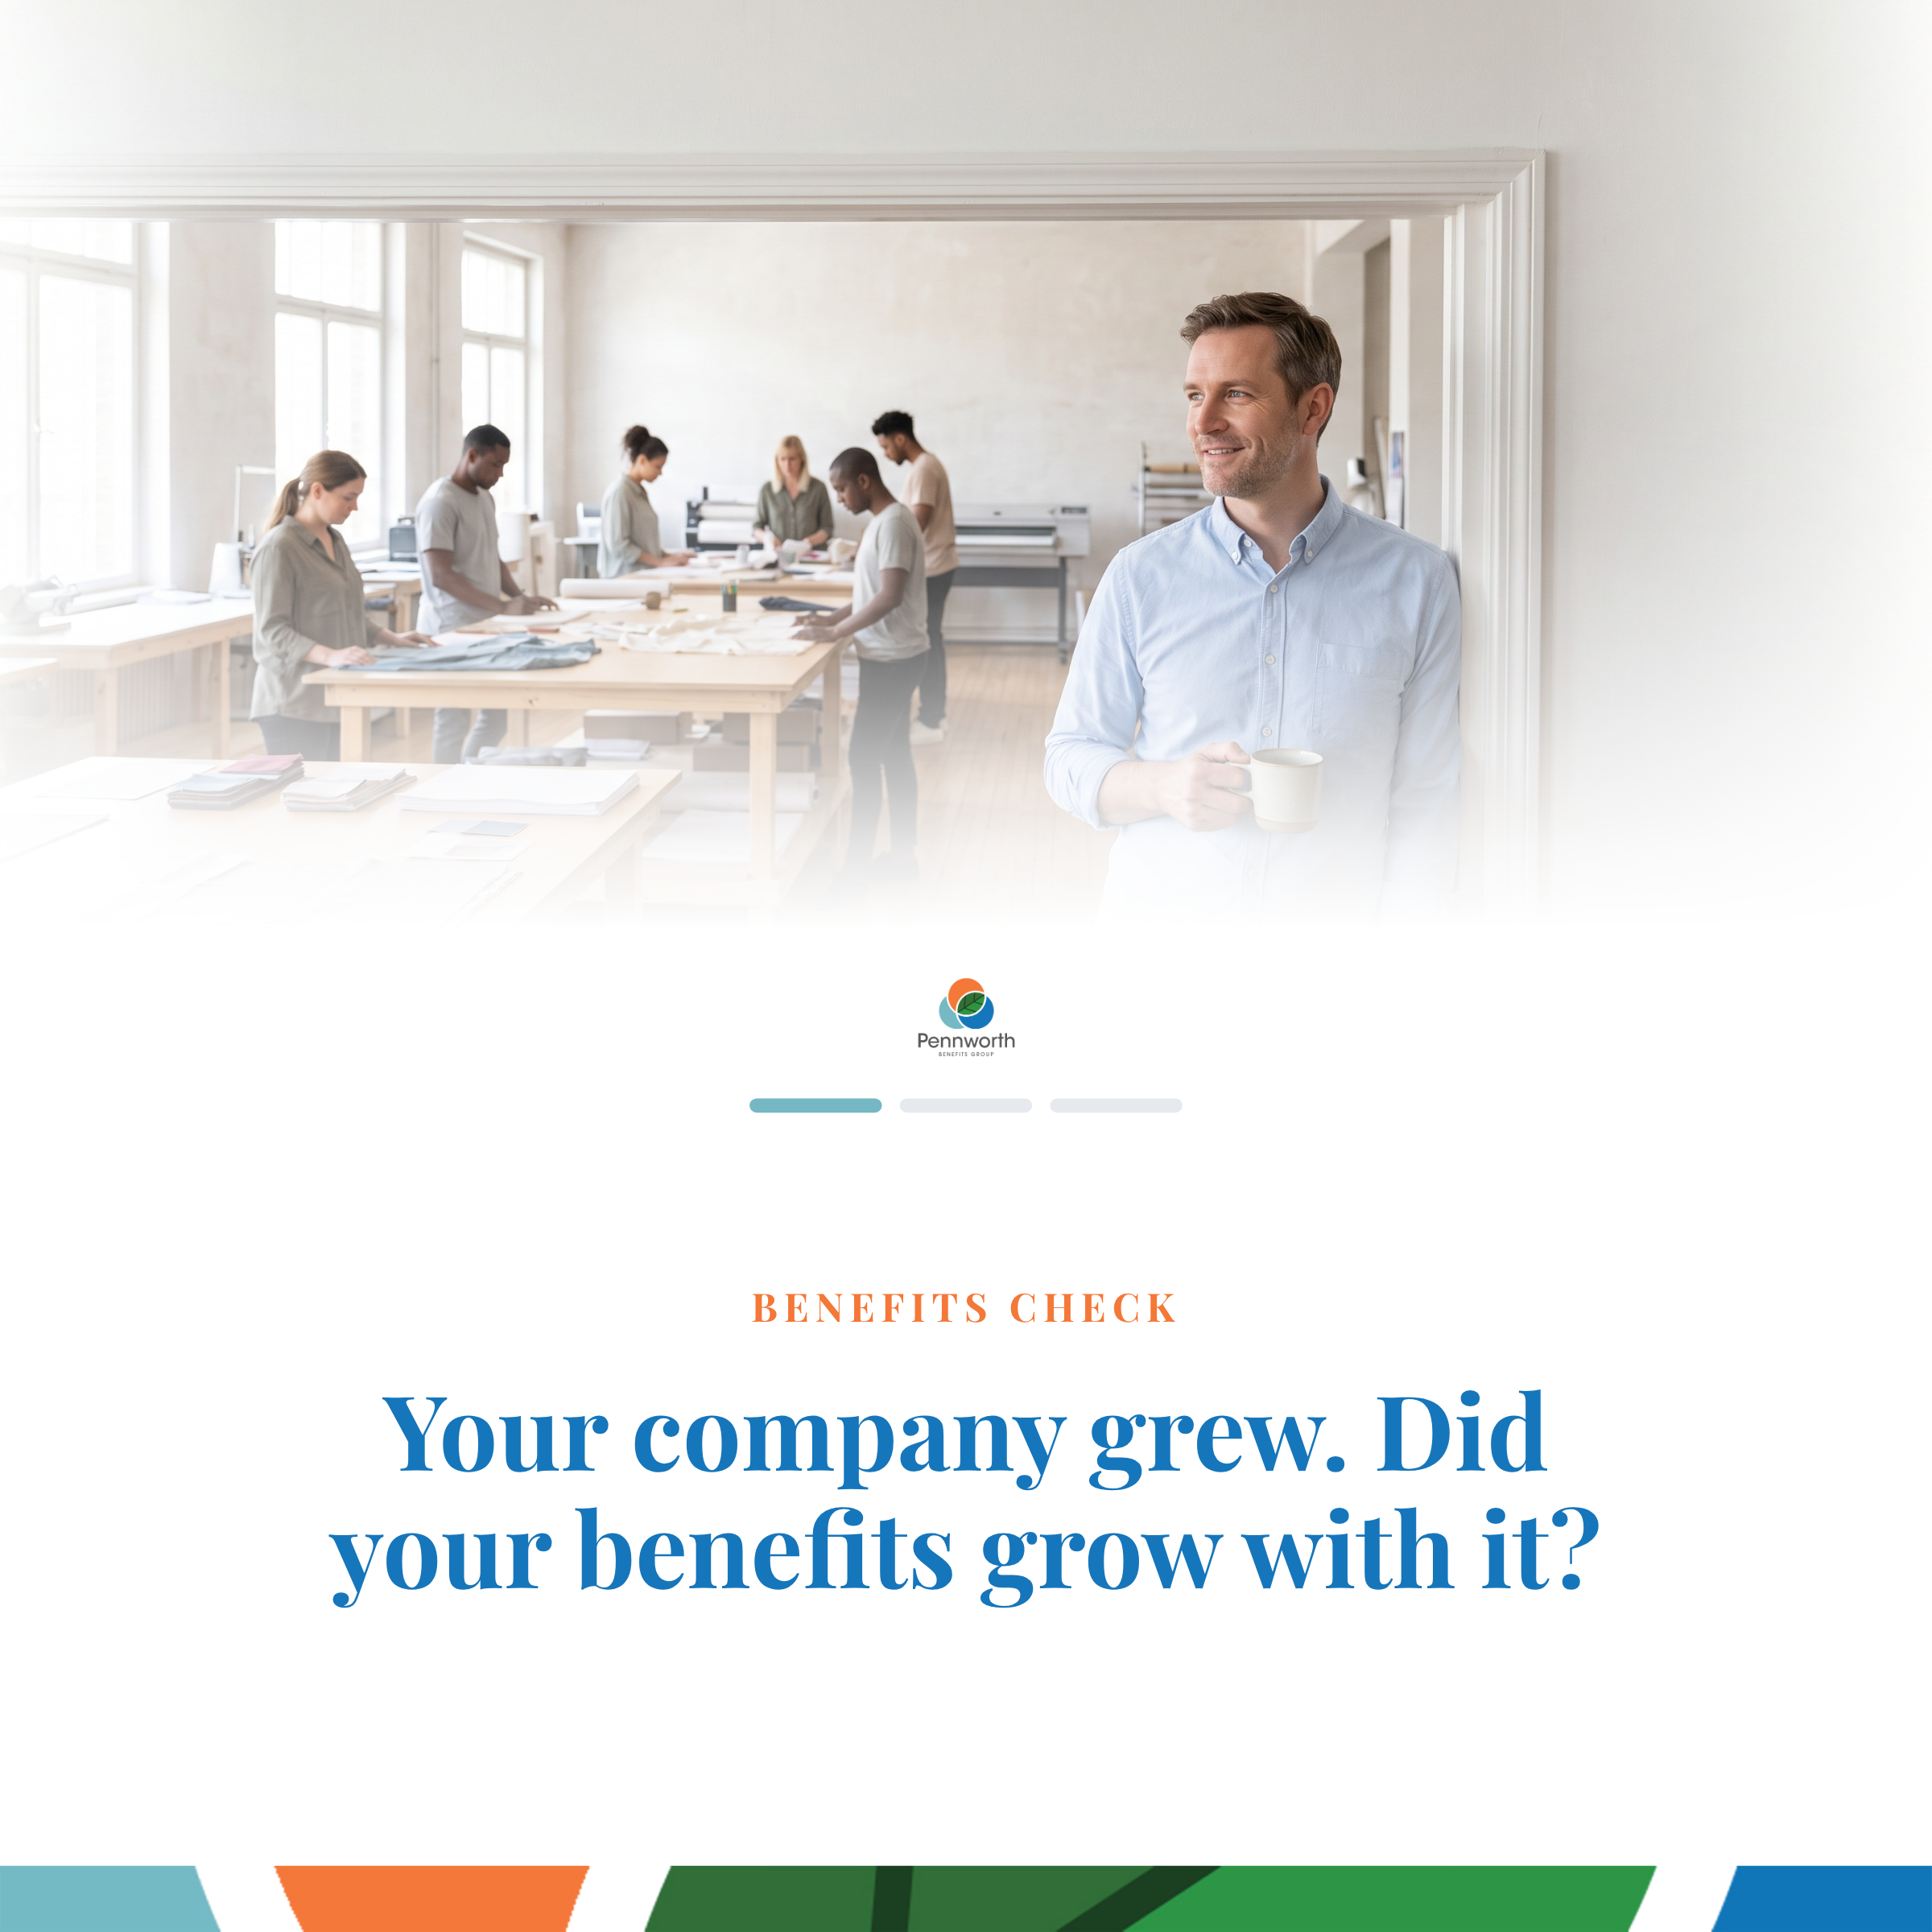 Pennworth
BENEFITS GROUP
BENEFITS CHECK
Your company grew. Did
your benefits grow with it?